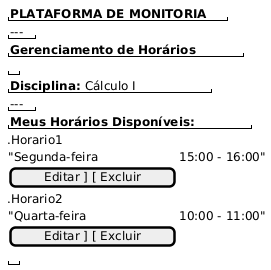 PLATAFORMA DE MONITORIA
---
Gerenciamento de Horários
Disciplina: Cálculo I
---
Meus Horários Disponíveis:
.Horario1
"Segunda-feira 15:00 - 16:00"
Editar ] [ Excluir
.Horario2
"Quarta-feira 10:00 - 11:00"
Editar ] [ Excluir